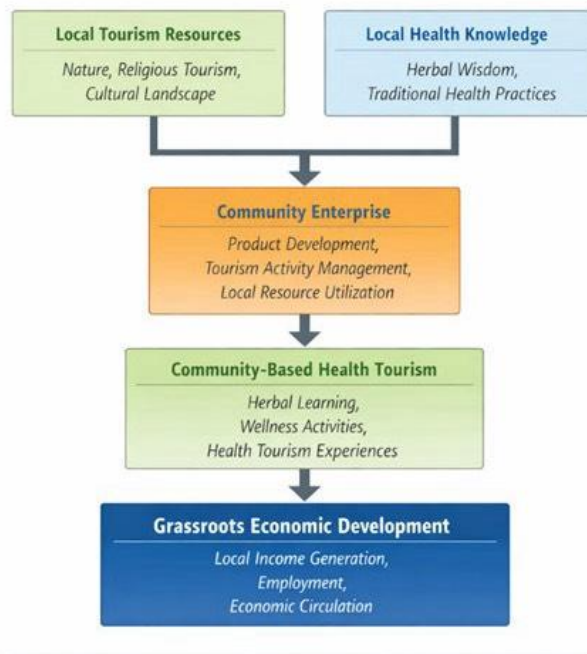 Local Tourism Resources
Nature, Religious Tourism,
Cultural Landscape
Local Health Knowledge
Herbal Wisdom,
Traditional Health Practices
Community Enterprise
Product Development,
Tourism Activity Management,
Local Resource Utilization
Community-Based Health Tourism
Herbal Learning,
Wellness Activities,
Health Tourism Experiences
Grassroots Economic Development
Local Income Generation,
Employment,
Economic Circulation